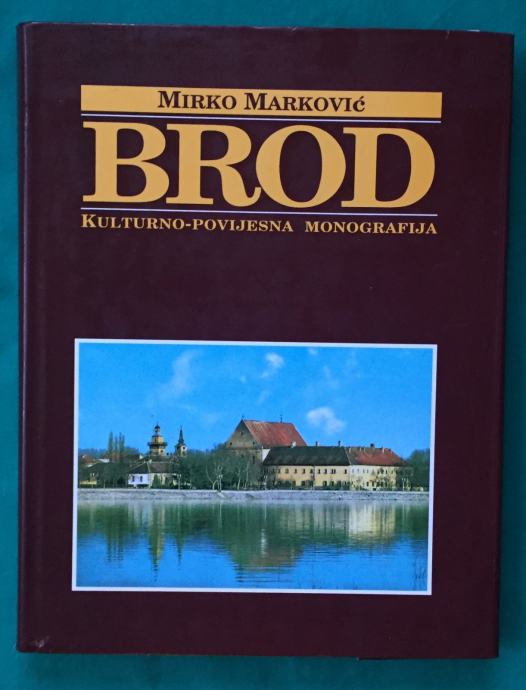 MIRKO MARKOVIć
BROD
KULTURNO-POVIJESNA MONOGRAFIJA